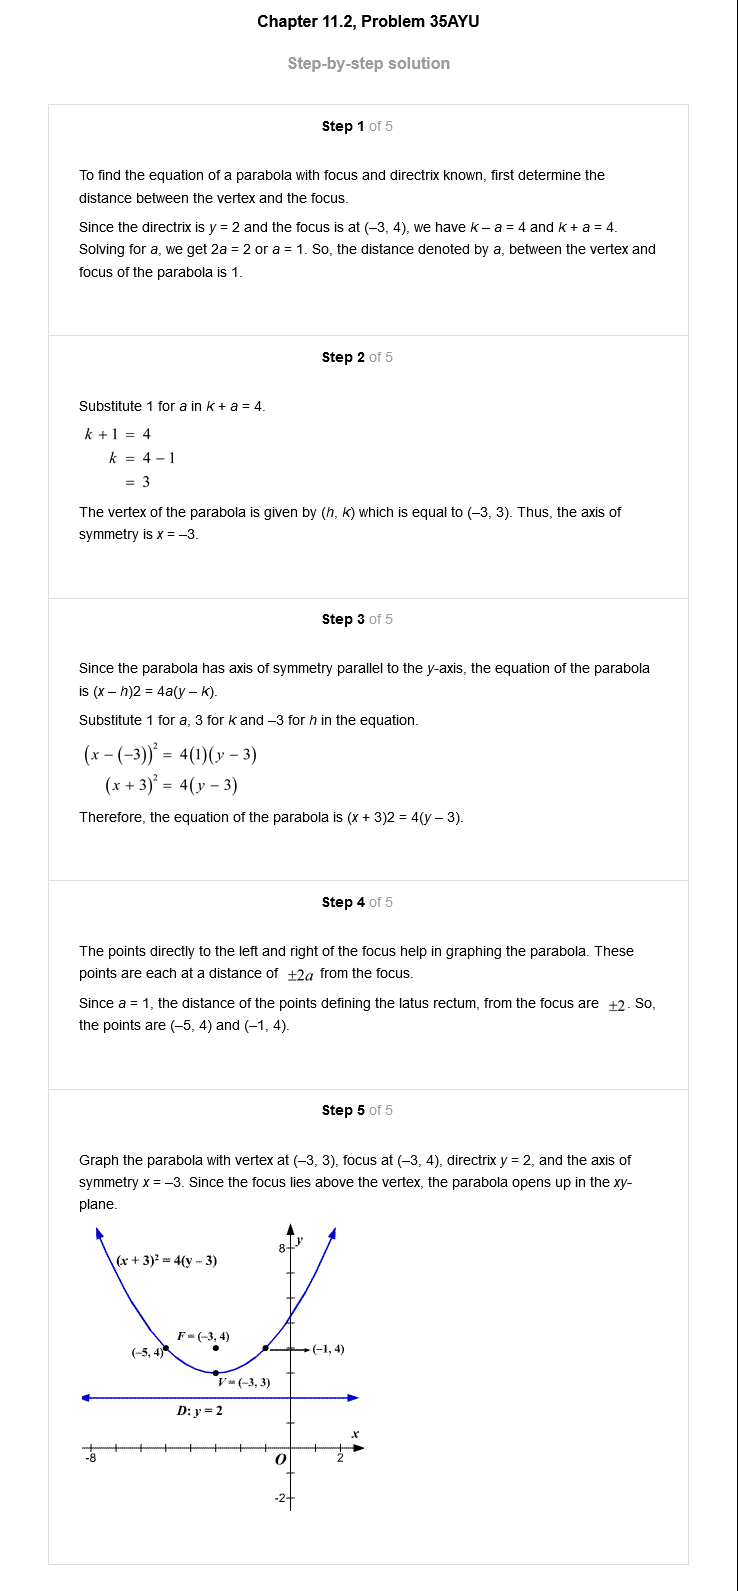 Chapter 11.2, Problem 35AYU
Step-by-step solution
Step 1 of 5
To find the equation of a parabola with focus and directrix known, first determine the
distance between the vertex and the focus.
Since the directrix is y = 2 and the focus is at (–3, 4), we have k – a = 4 and k + a = 4.
Solving for a, we get 2a = 2 or a = 1. So, the distance denoted by a, between the vertex and
focus of the parabola is 1.
Step 2 of 5
Substitute 1 for a in k + a = 4.
k + 1 = 4
k = 4 − 1
= 3
The vertex of the parabola is given by (h, k) which is equal to (–3, 3). Thus, the axis of
symmetry is x = –3.
Step 3 of 5
Since the parabola has axis of symmetry parallel to the y-axis, the equation of the parabola
is (x – h)2 = 4a(y – k).
Substitute 1 for a, 3 for k and –3 for h in the equation.
(x − (−3))² = 4(1)(y − 3)
(x + 3)² = 4(y − 3)
Therefore, the equation of the parabola is (x + 3)2 = 4(y – 3).
Step 4 of 5
The points directly to the left and right of the focus help in graphing the parabola. These
points are each at a distance of ±2a from the focus.
Since a = 1, the distance of the points defining the latus rectum, from the focus are ±2. So,
the points are (–5, 4) and (–1, 4).
Step 5 of 5
Graph the parabola with vertex at (–3, 3), focus at (–3, 4), directrix y = 2, and the axis of
symmetry x = –3. Since the focus lies above the vertex, the parabola opens up in the xy-
plane.
y
8
(x + 3)² = 4(y – 3)
F = (–3, 4)
(–5, 4)
(–1, 4)
V = (–3, 3)
D: y = 2
x
-8
O
2
-2